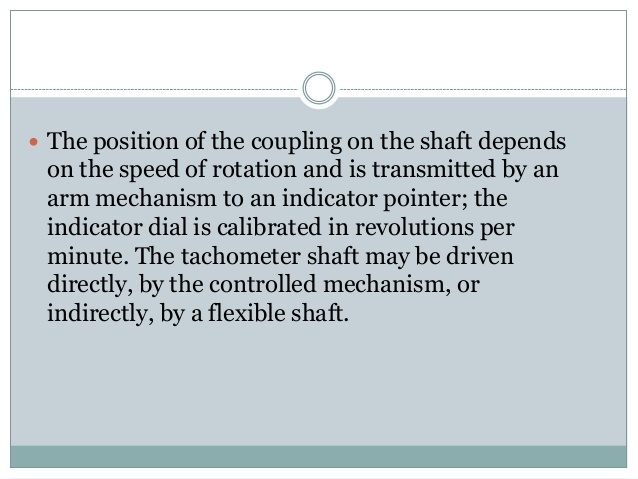 • The position of the coupling on the shaft depends
on the speed of rotation and is transmitted by an
arm mechanism to an indicator pointer; the
indicator dial is calibrated in revolutions per
minute. The tachometer shaft may be driven
directly, by the controlled mechanism, or
indirectly, by a flexible shaft.